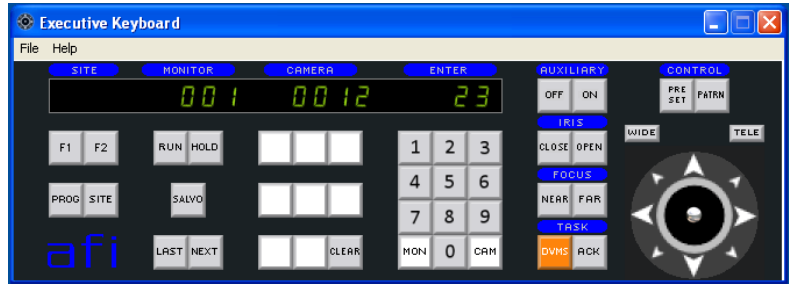 Executive Keyboard
File Help
SITE MONITOR CAMERA ENTER AUXILIARY CONTROL
001 0012 23 OFF ON PRE SET PATRN
IRIS
WIDE TELE
F1 F2 RUN HOLD 1 2 3 CLOSE OPEN
FOCUS
4 5 6
PROG SITE SALVO NEAR FAR
7 8 9
TASK
afi LAST NEXT CLEAR MON 0 CAM DVMS ACK